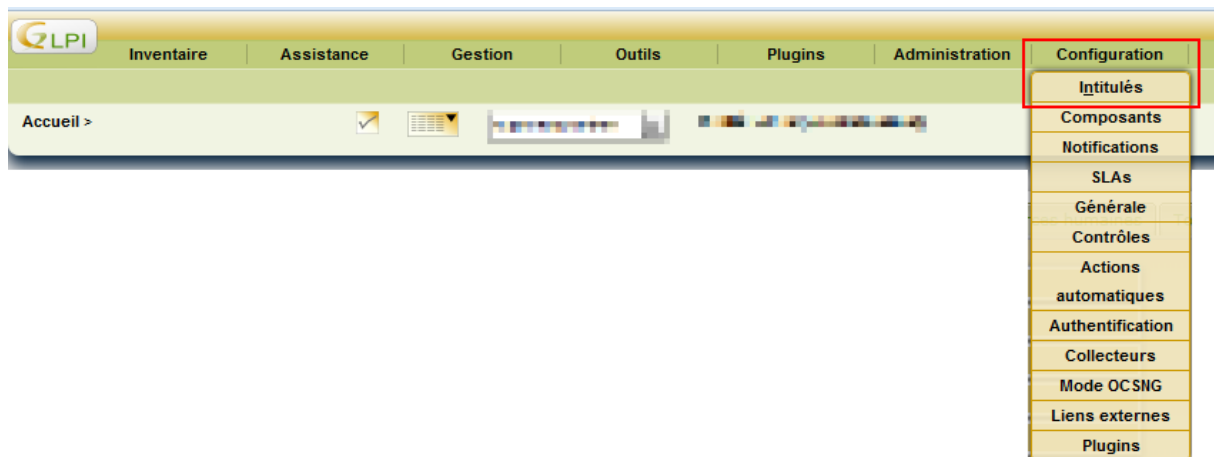 GLPI
Inventaire Assistance Gestion Outils Plugins Administration Configuration
Accueil >
Intitulés
Composants
Notifications
SLAs
Générale
Contrôles
Actions
automatiques
Authentification
Collecteurs
Mode OCSNG
Liens externes
Plugins